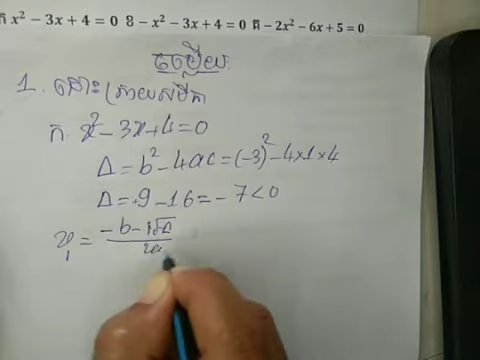 ក x² − 3x + 4 = 0 ខ − x² − 3x + 4 = 0 គ − 2x² − 6x + 5 = 0
ចម្លើយ
1. ដោះស្រាយសមីការ
ក. x² − 3x + 4 = 0
Δ = b² − 4ac = (−3)² − 4×1×4
Δ = 9 − 16 = − 7 < 0
x₁ = (−b − i√Δ) / 2a